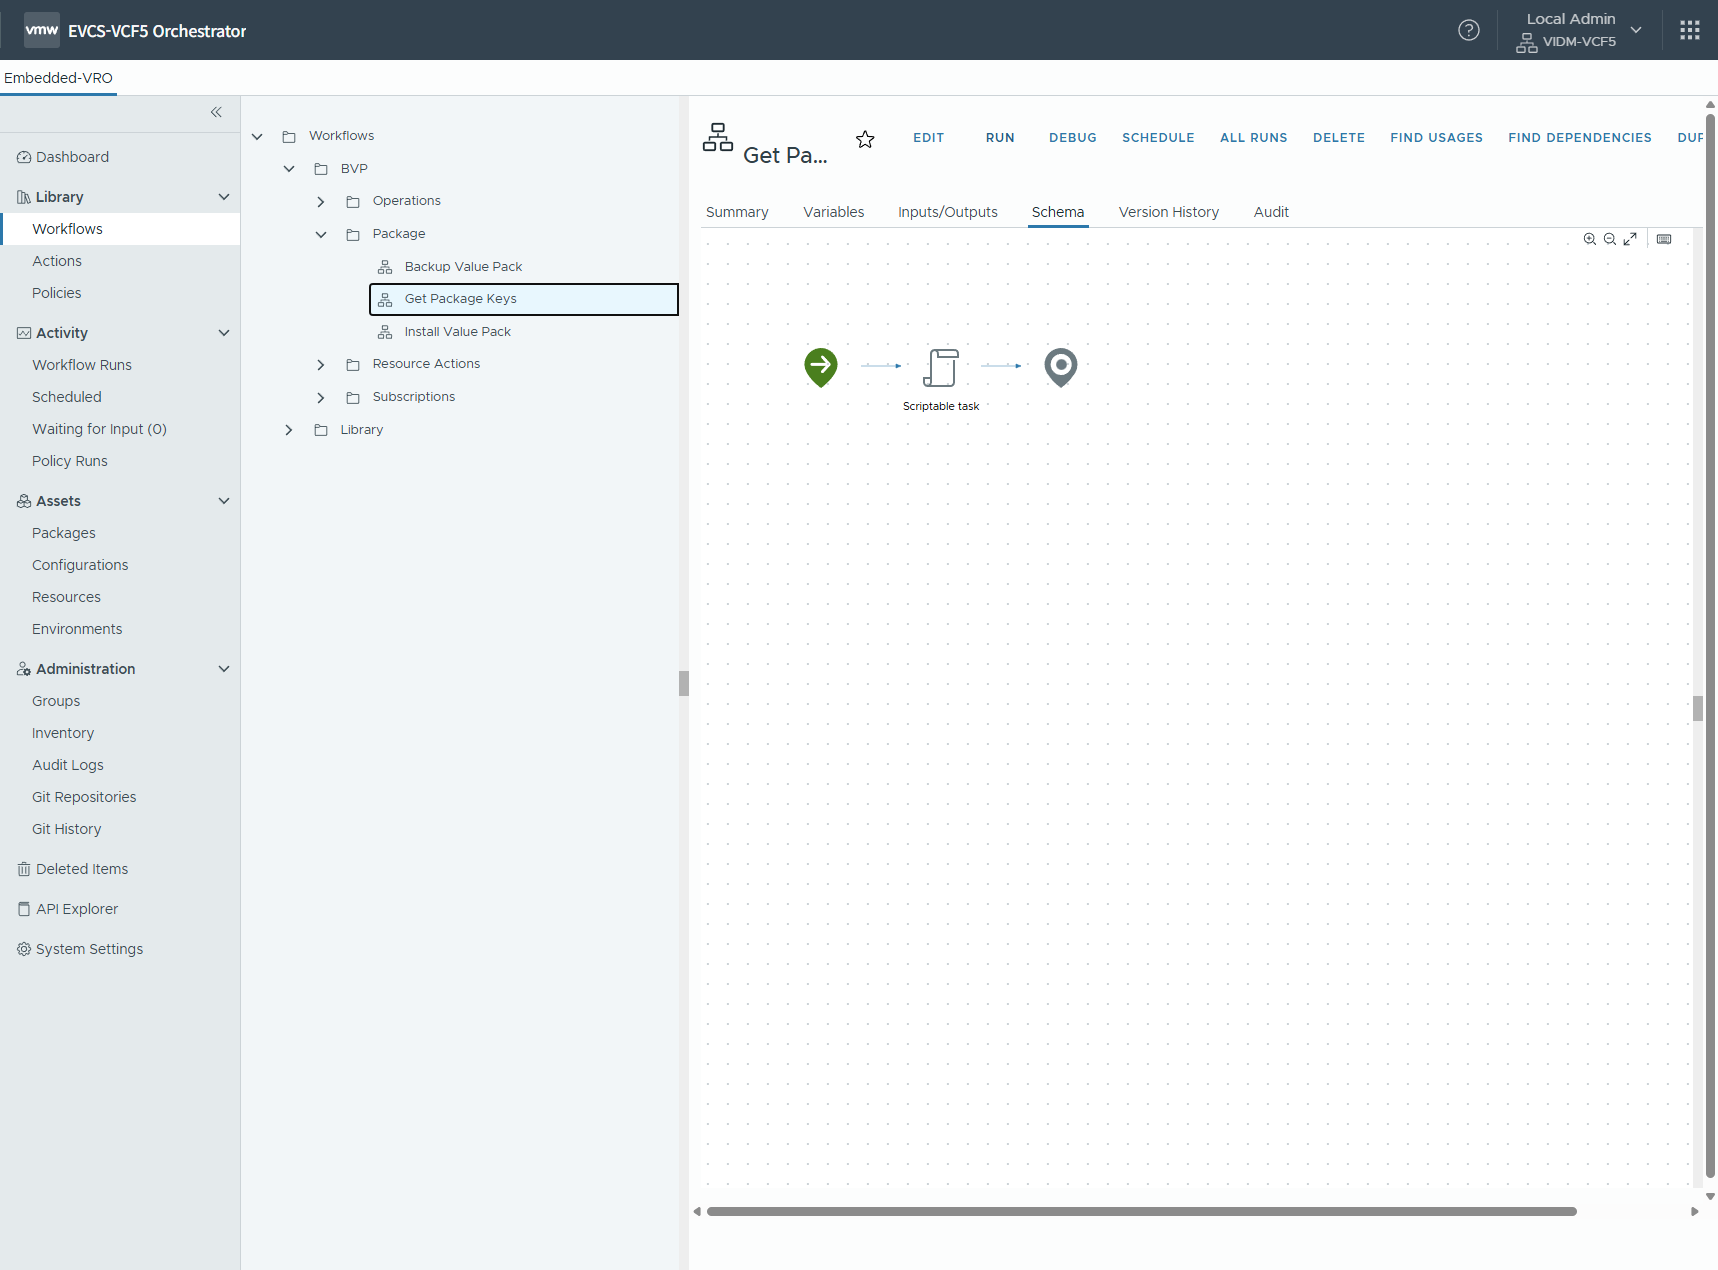 vmw EVCS-VCF5 Orchestrator
Local Admin
VIDM-VCF5
Embedded-VRO
Dashboard
Library
Workflows
Actions
Policies
Activity
Workflow Runs
Scheduled
Waiting for Input (0)
Policy Runs
Assets
Packages
Configurations
Resources
Environments
Administration
Groups
Inventory
Audit Logs
Git Repositories
Git History
Deleted Items
API Explorer
System Settings
Workflows
BVP
Operations
Package
Backup Value Pack
Get Package Keys
Install Value Pack
Resource Actions
Subscriptions
Library
Get Pa...
EDIT RUN DEBUG SCHEDULE ALL RUNS DELETE FIND USAGES FIND DEPENDENCIES DUP
Summary Variables Inputs/Outputs Schema Version History Audit
Scriptable task